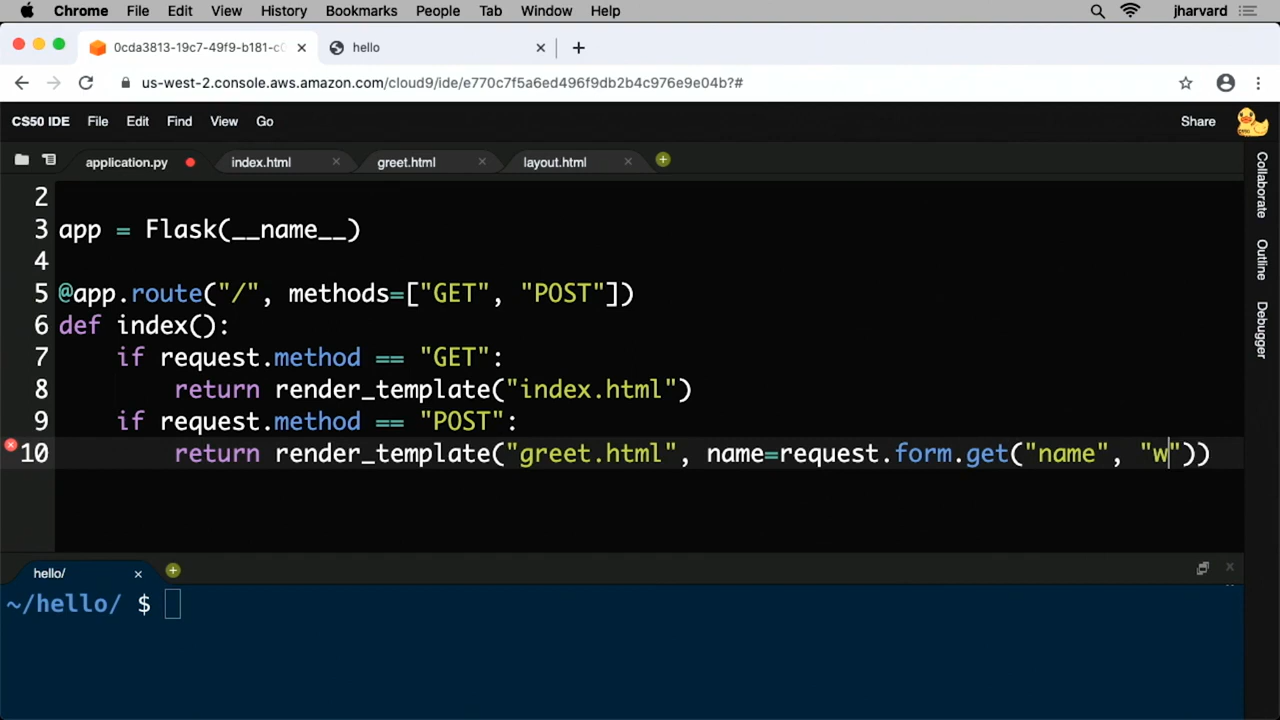 Chrome File Edit View History Bookmarks People Tab Window Help jharvard
0cda3813-19c7-49f9-b181-c hello
us-west-2.console.aws.amazon.com/cloud9/ide/e770c7f5a6ed496f9db2b4c976e9e04b?#
CS50 IDE File Edit Find View Go Share
application.py index.html greet.html layout.html
2
3 app = Flask(__name__)
4
5 @app.route("/", methods=["GET", "POST"])
6 def index():
7 if request.method == "GET":
8 return render_template("index.html")
9 if request.method == "POST":
10 return render_template("greet.html", name=request.form.get("name", "w"))
hello/
~/hello/ $
Collaborate
Outline
Debugger